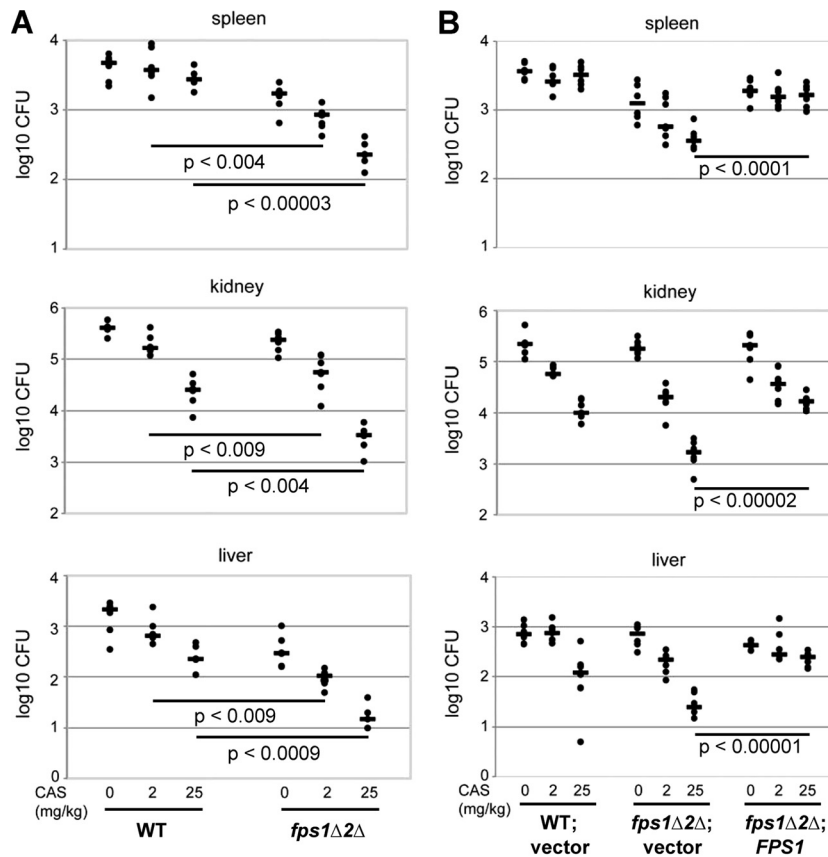 A
spleen
4
3
2
1
log10 CFU
p < 0.004
p < 0.00003
kidney
6
5
4
3
2
log10 CFU
p < 0.009
p < 0.004
liver
4
3
2
1
0
log10 CFU
p < 0.009
p < 0.0009
CAS
(mg/kg)
0 2 25 0 2 25
WT fps1Δ2Δ
B
spleen
4
3
2
1
log10 CFU
p < 0.0001
kidney
6
5
4
3
2
log10 CFU
p < 0.00002
liver
4
3
2
1
0
log10 CFU
p < 0.00001
CAS
(mg/kg)
0 2 25 0 2 25 0 2 25
WT; fps1Δ2Δ; fps1Δ2Δ;
vector vector FPS1